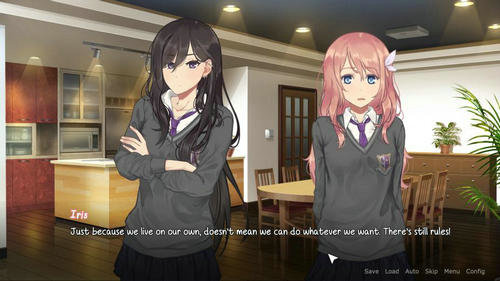 Iris
Just because we live on our own, doesn't mean we can do whatever we want. There's still rules!
Save Load Auto Skip Menu Config